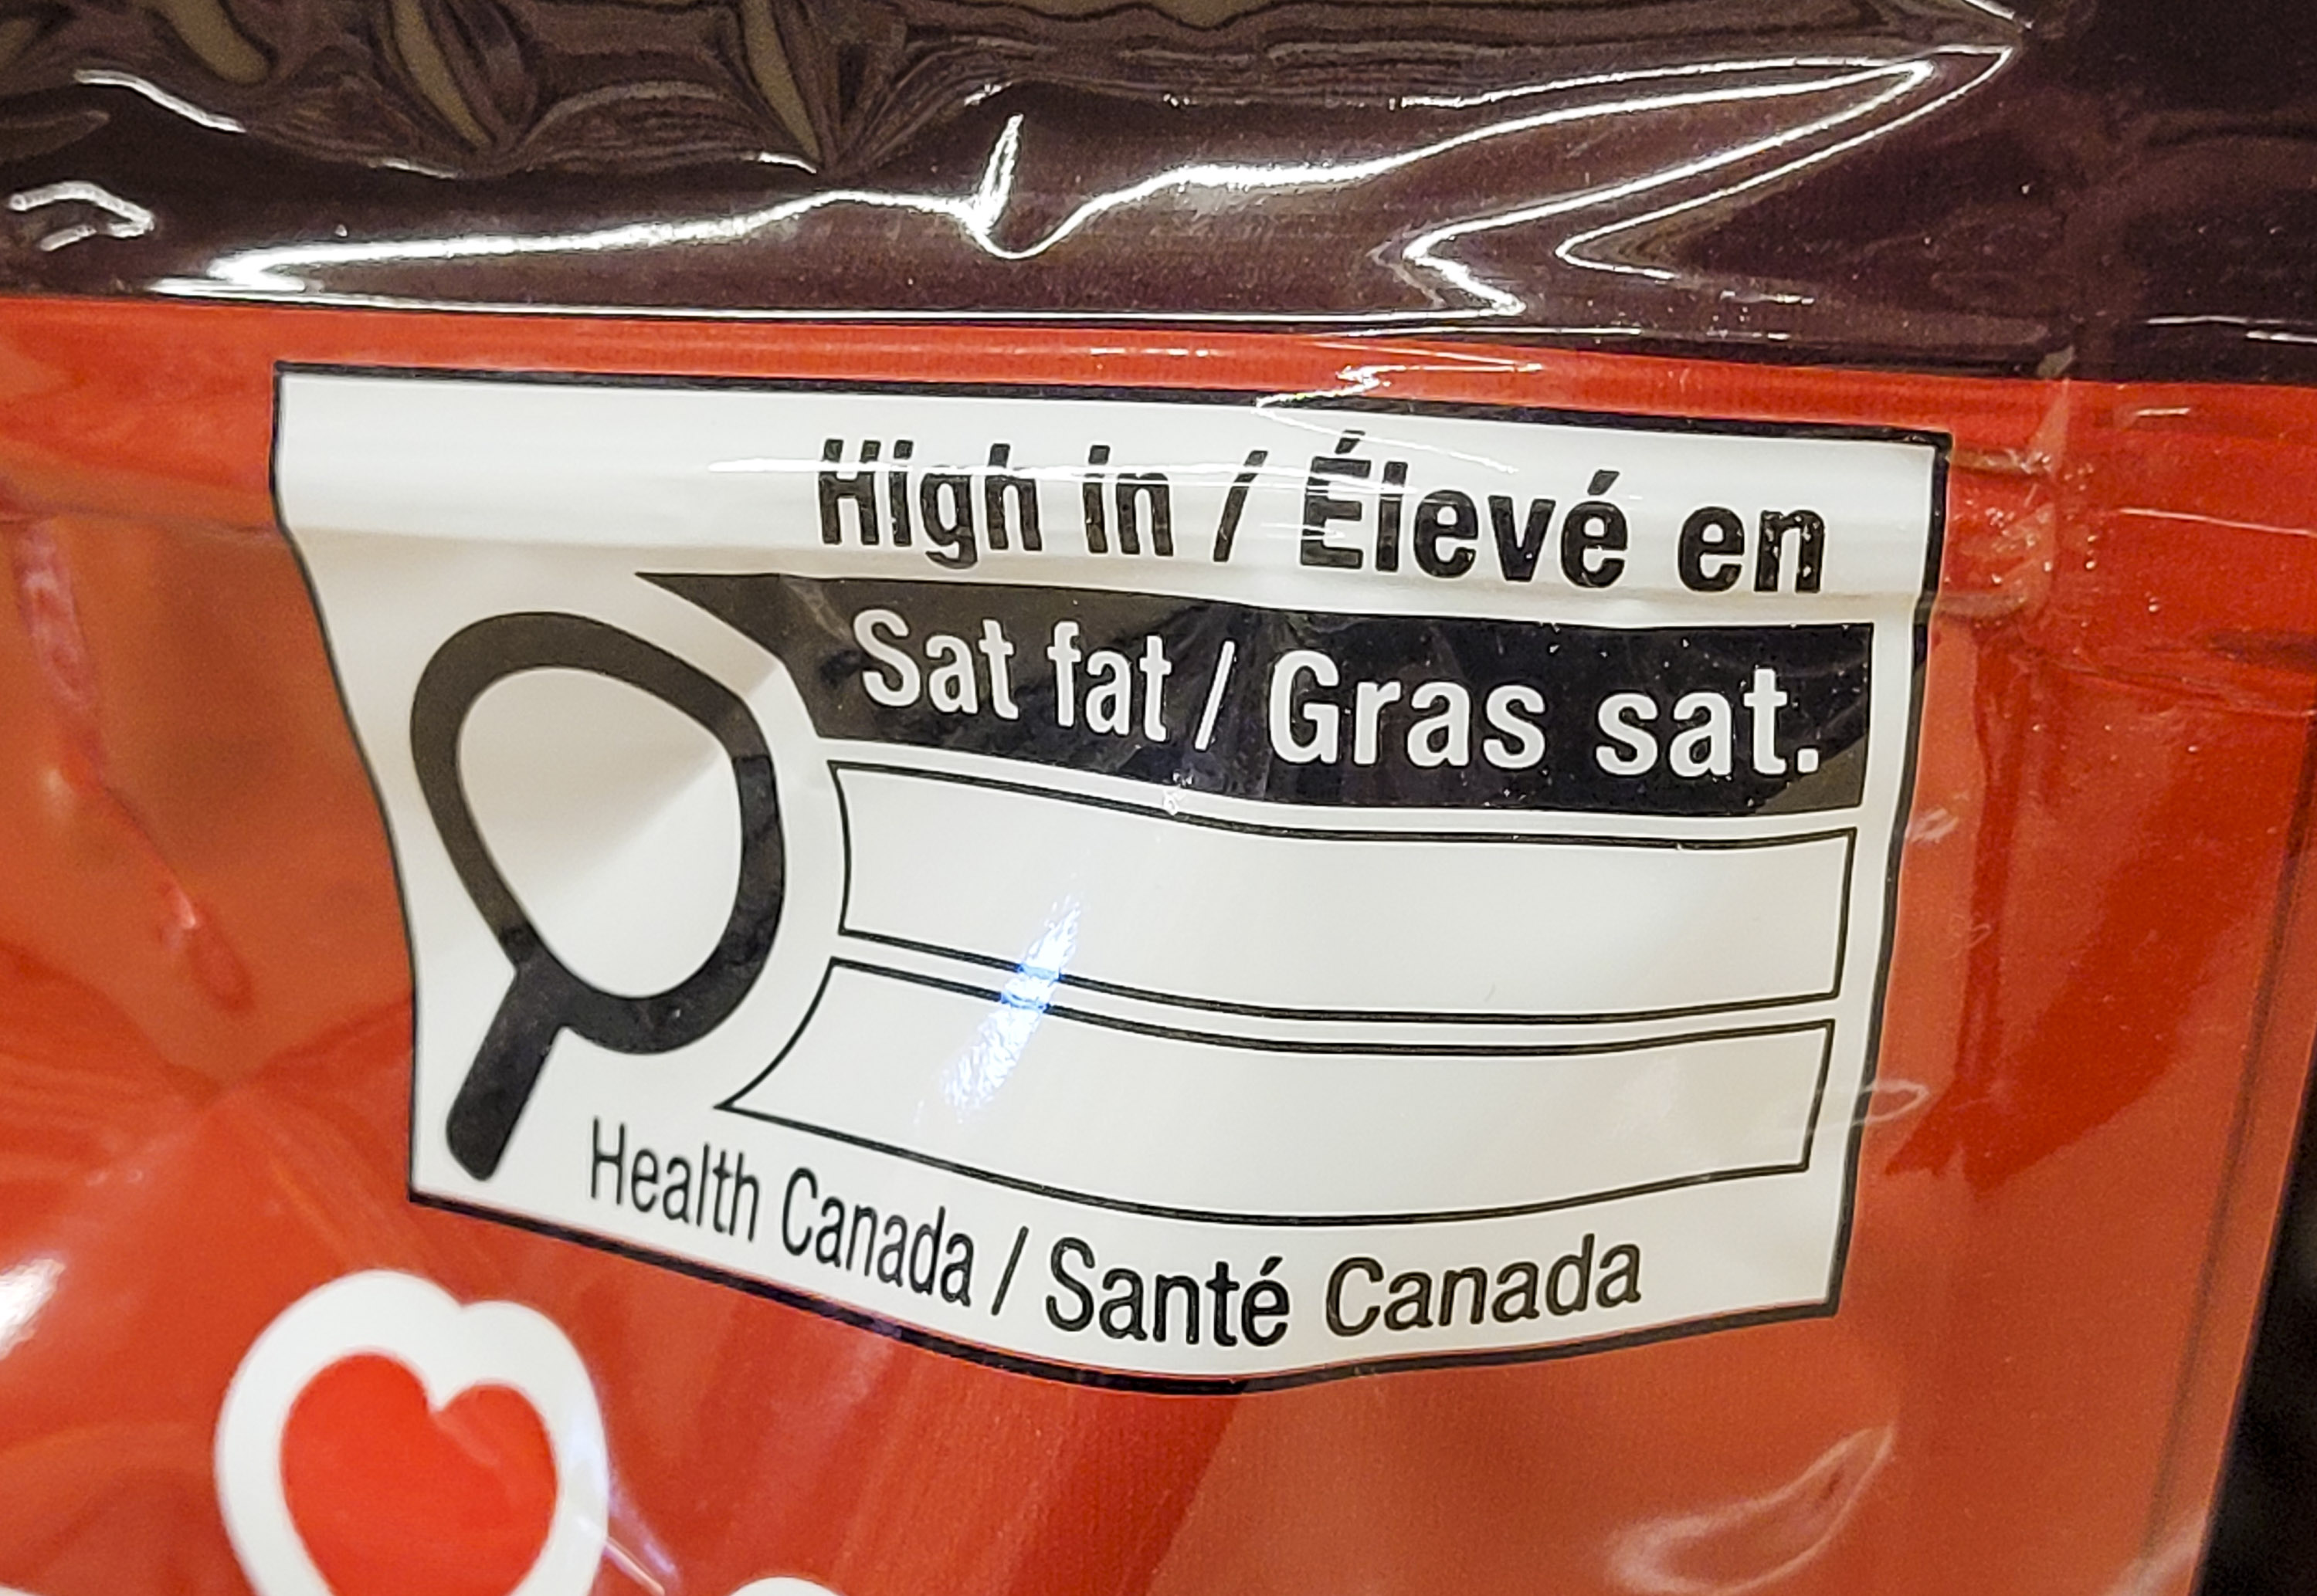 High in / Élevé en
Sat fat / Gras sat.
Health Canada / Santé Canada